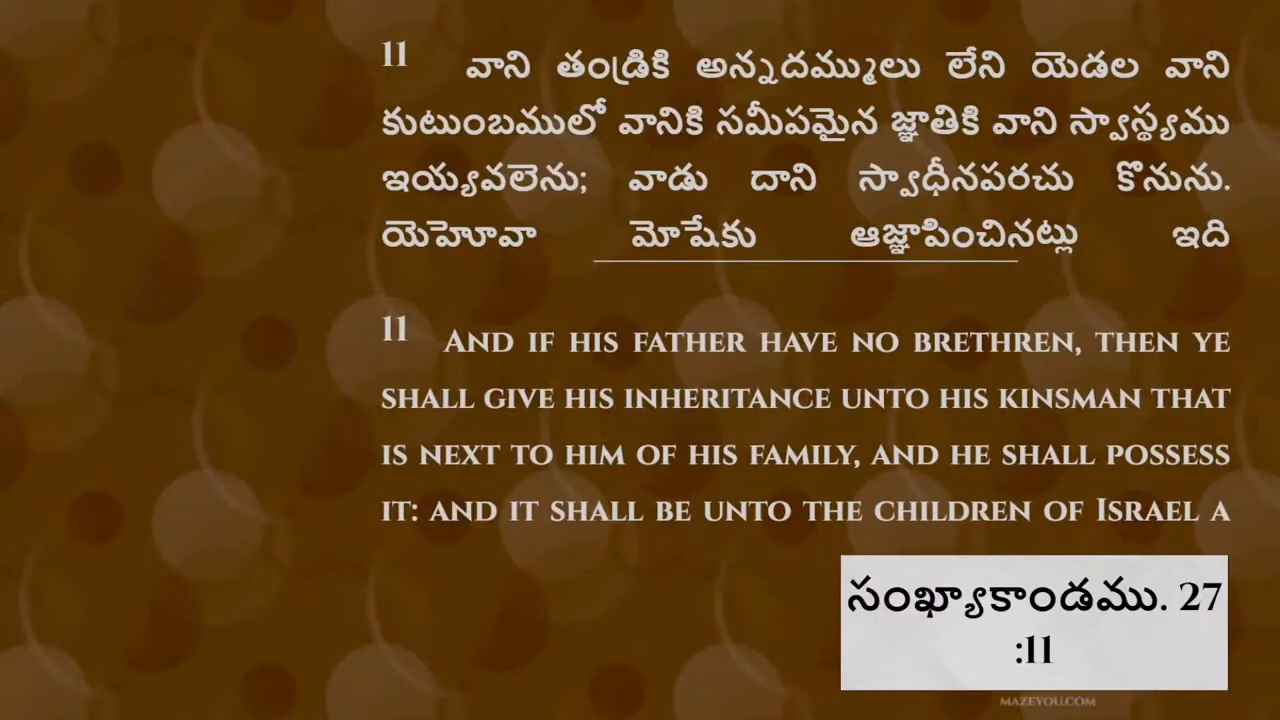 11 వాని తండ్రికి అన్నదమ్ములు లేని యెడల వాని
కుటుంబములో వానికి సమీపమైన జ్ఞాతికి వాని స్వాస్థ్యము
ఇయ్యవలెను; వాడు దాని స్వాధీనపరచు కొనును.
యెహెూవా మోషేకు ఆజ్ఞాపించినట్లు ఇది
11 And if his father have no brethren, then ye
shall give his inheritance unto his kinsman that
is next to him of his family, and he shall possess
it: and it shall be unto the children of Israel a
సంఖ్యాకాండము. 27
:11
MAZEYOU.COM